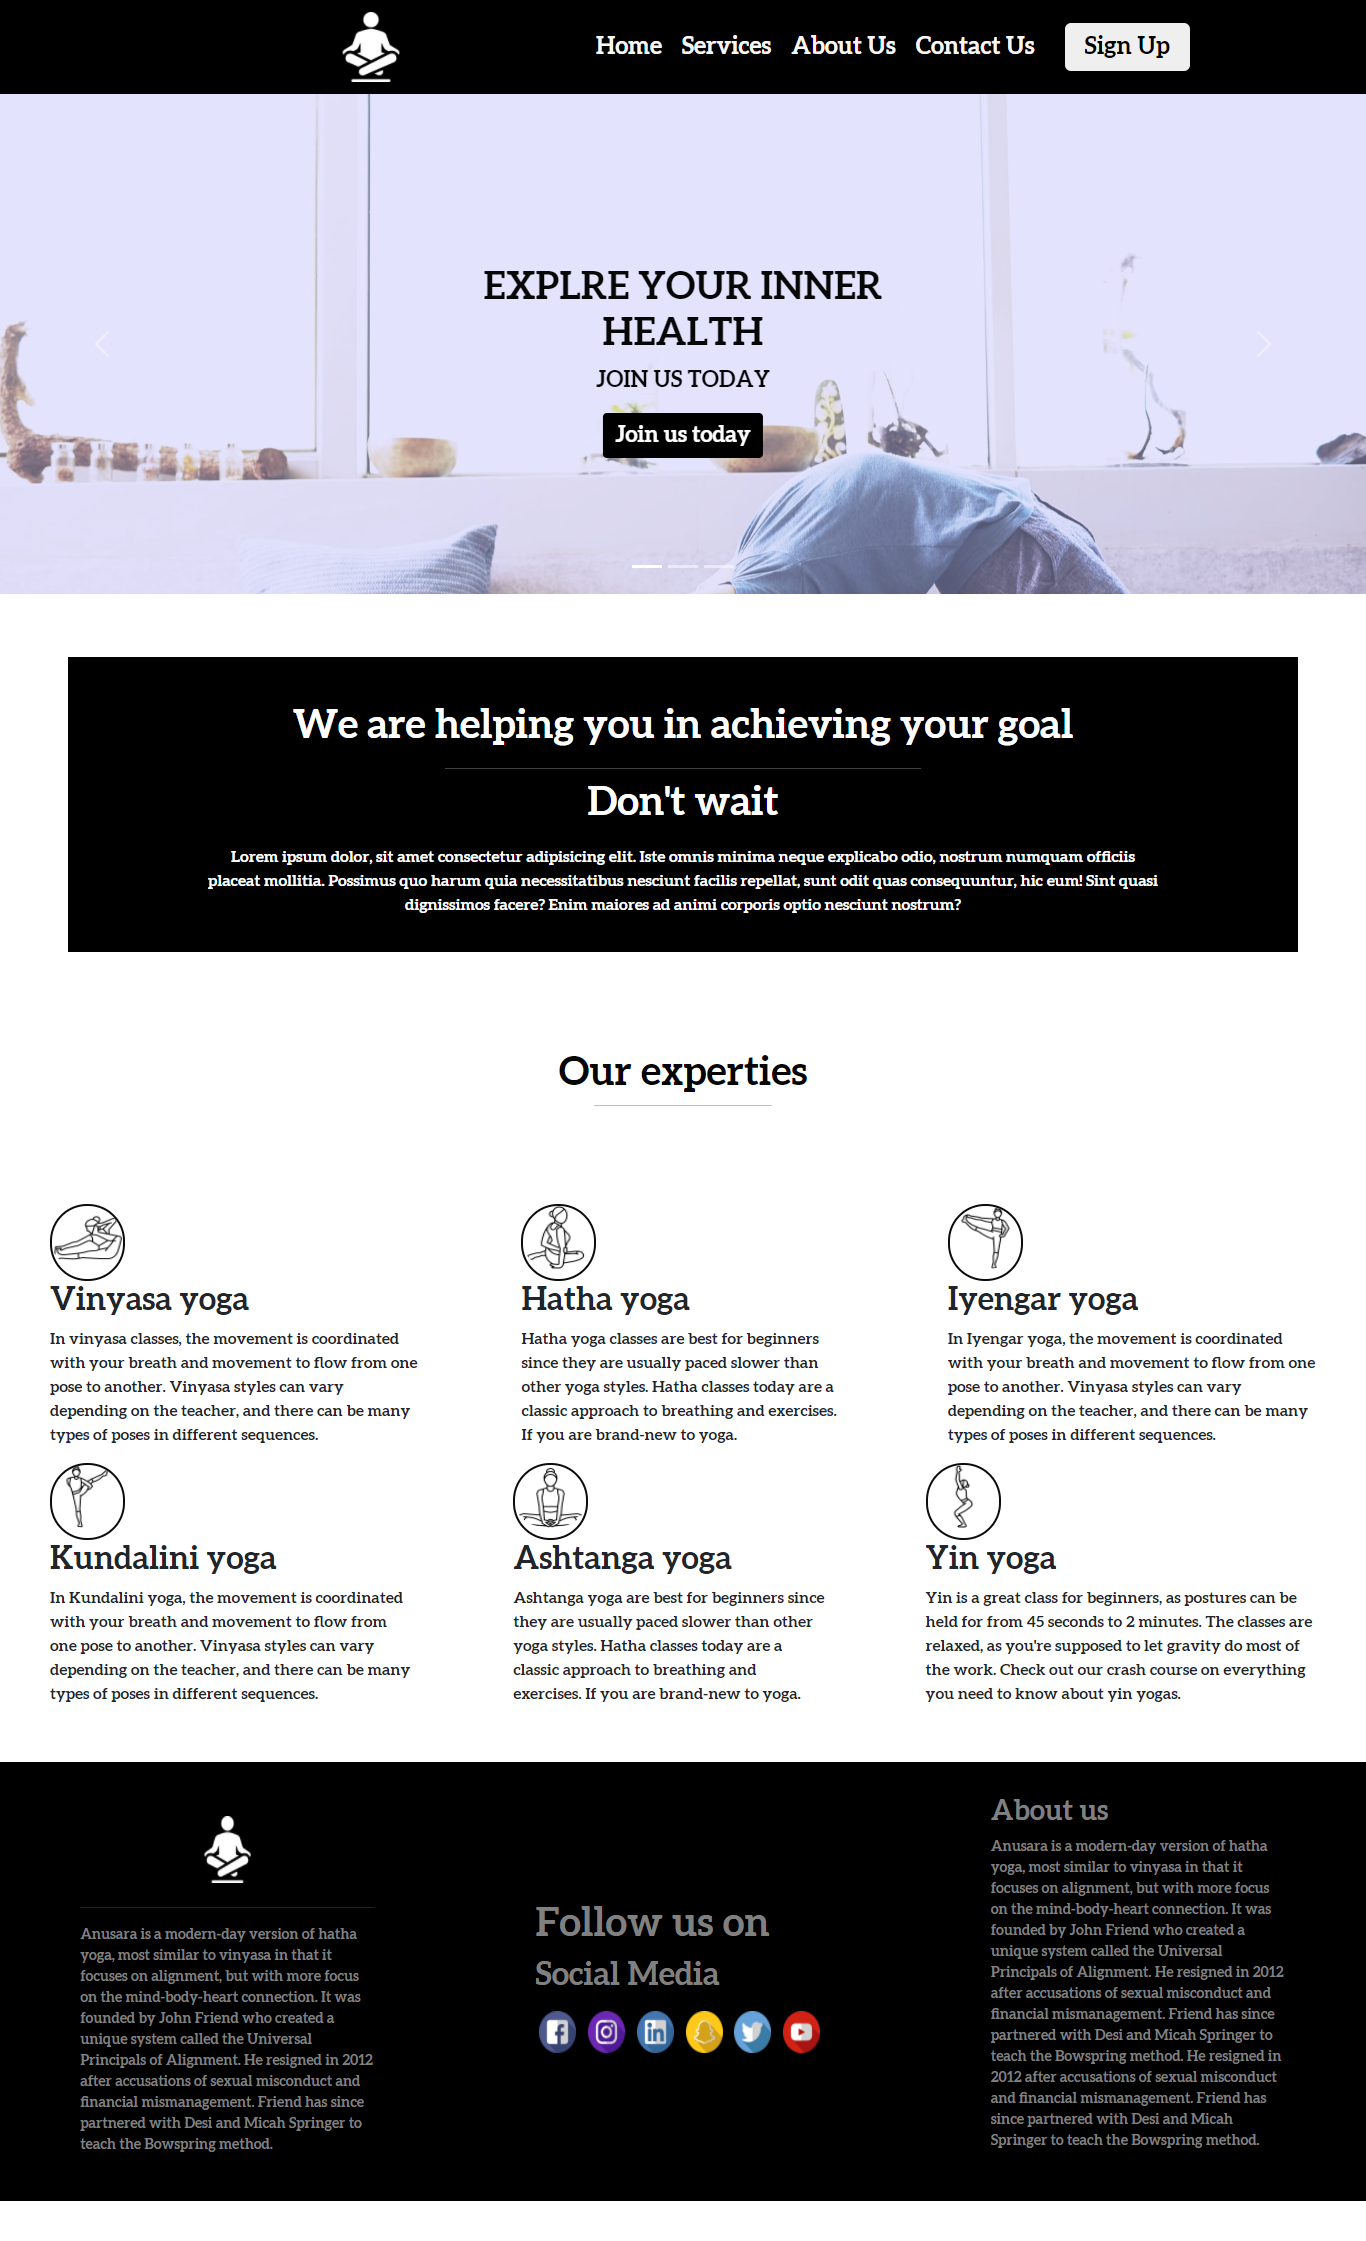 Home Services About Us Contact Us Sign Up
EXPLRE YOUR INNER
HEALTH
JOIN US TODAY
Join us today
We are helping you in achieving your goal
Don't wait
Lorem ipsum dolor, sit amet consectetur adipisicing elit. Iste omnis minima neque explicabo odio, nostrum numquam officiis
placeat mollitia. Possimus quo harum quia necessitatibus nesciunt facilis repellat, sunt odit quas consequuntur, hic eum! Sint quasi
dignissimos facere? Enim maiores ad animi corporis optio nesciunt nostrum?
Our experties
Vinyasa yoga
In vinyasa classes, the movement is coordinated
with your breath and movement to flow from one
pose to another. Vinyasa styles can vary
depending on the teacher, and there can be many
types of poses in different sequences.
Hatha yoga
Hatha yoga classes are best for beginners
since they are usually paced slower than
other yoga styles. Hatha classes today are a
classic approach to breathing and exercises.
If you are brand-new to yoga.
Iyengar yoga
In Iyengar yoga, the movement is coordinated
with your breath and movement to flow from one
pose to another. Vinyasa styles can vary
depending on the teacher, and there can be many
types of poses in different sequences.
Kundalini yoga
In Kundalini yoga, the movement is coordinated
with your breath and movement to flow from
one pose to another. Vinyasa styles can vary
depending on the teacher, and there can be many
types of poses in different sequences.
Ashtanga yoga
Ashtanga yoga are best for beginners since
they are usually paced slower than other
yoga styles. Hatha classes today are a
classic approach to breathing and
exercises. If you are brand-new to yoga.
Yin yoga
Yin is a great class for beginners, as postures can be
held for from 45 seconds to 2 minutes. The classes are
relaxed, as you're supposed to let gravity do most of
the work. Check out our crash course on everything
you need to know about yin yogas.
Anusara is a modern-day version of hatha
yoga, most similar to vinyasa in that it
focuses on alignment, but with more focus
on the mind-body-heart connection. It was
founded by John Friend who created a
unique system called the Universal
Principals of Alignment. He resigned in 2012
after accusations of sexual misconduct and
financial mismanagement. Friend has since
partnered with Desi and Micah Springer to
teach the Bowspring method.
Follow us on
Social Media
About us
Anusara is a modern-day version of hatha
yoga, most similar to vinyasa in that it
focuses on alignment, but with more focus
on the mind-body-heart connection. It was
founded by John Friend who created a
unique system called the Universal
Principals of Alignment. He resigned in 2012
after accusations of sexual misconduct and
financial mismanagement. Friend has since
partnered with Desi and Micah Springer to
teach the Bowspring method. He resigned in
2012 after accusations of sexual misconduct
and financial mismanagement. Friend has
since partnered with Desi and Micah
Springer to teach the Bowspring method.